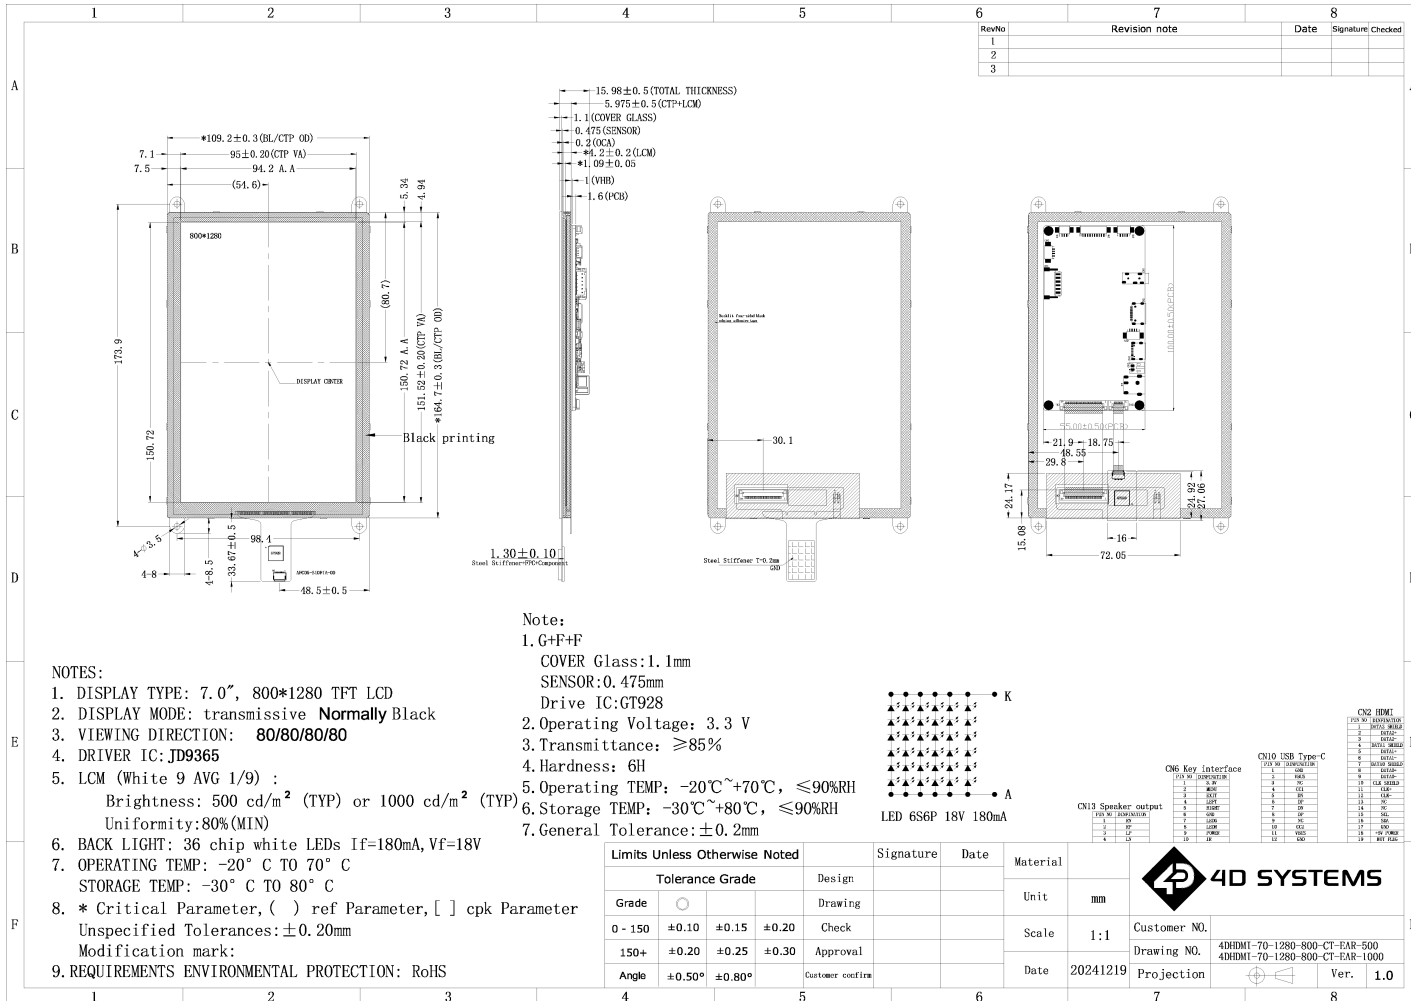 1 2 3 4 5 6 7 8
RevNo Revision note Date Signature Checked
1
2
3
A
B
C
D
E
F
*109.2±0.3(BL/CTP OD)
7.1 95±0.20(CTP VA)
7.5 94.2 A.A
(54.6)
5.34
4.94
800*1280
(80.7)
173.9
150.72
150.72 A.A
151.52±0.20(CTP VA)
*164.7±0.3(BL/CTP OD)
DISPLAY CENTER
Black printing
4-⌀3.5
98.4
4-8
4-8.5
33.67±0.5
48.5±0.5
15.98±0.5(TOTAL THICKNESS)
5.975±0.5(CTP+LCM)
1.1(COVER GLASS)
0.475(SENSOR)
0.2(OCA)
*4.2±0.2(LCM)
*1.09±0.05
1(VHB)
1.6(PCB)
1.30±0.10
Steel Stiffener+FPC+Component
30.1
Steel Stiffener T=0.2mm
GND
100.00±0.50(PCB)
55.00±0.50(PCB)
21.9 18.75
48.55
29.8
24.17
15.08
24.92
27.06
16
72.05
NOTES:
1. DISPLAY TYPE: 7.0″, 800*1280 TFT LCD
2. DISPLAY MODE: transmissive Normally Black
3. VIEWING DIRECTION: 80/80/80/80
4. DRIVER IC:JD9365
5. LCM (White 9 AVG 1/9) :
Brightness: 500 cd/m² (TYP) or 1000 cd/m² (TYP)
Uniformity:80%(MIN)
6. BACK LIGHT: 36 chip white LEDs If=180mA,Vf=18V
7. OPERATING TEMP: -20° C TO 70° C
STORAGE TEMP: -30° C TO 80° C
8. * Critical Parameter,( ) ref Parameter,[ ] cpk Parameter
Unspecified Tolerances:±0.20mm
Modification mark:
9.REQUIREMENTS ENVIRONMENTAL PROTECTION: RoHS
Note:
1.G+F+F
COVER Glass:1.1mm
SENSOR:0.475mm
Drive IC:GT928
2.Operating Voltage: 3.3 V
3.Transmittance: ≥85%
4.Hardness: 6H
5.Operating TEMP: -20℃~+70℃, ≤90%RH
6.Storage TEMP: -30℃~+80℃, ≤90%RH
7.General Tolerance:±0.2mm
K
A
LED 6S6P 18V 180mA
CN13 Speaker output
CN6 Key interface
CN10 USB Type-C
CN2 HDMI
Limits Unless Otherwise Noted Signature Date
Tolerance Grade Design
Grade Drawing
0 - 150 ±0.10 ±0.15 ±0.20 Check
150+ ±0.20 ±0.25 ±0.30 Approval
Angle ±0.50° ±0.80° Customer confirm
Material
Unit mm
Scale 1:1
Date 20241219
4D SYSTEMS
Customer NO.
Drawing NO. 4DHDMI-70-1280-800-CT-EAR-500
4DHDMI-70-1280-800-CT-EAR-1000
Projection Ver. 1.0
1 2 3 4 5 6 7 8